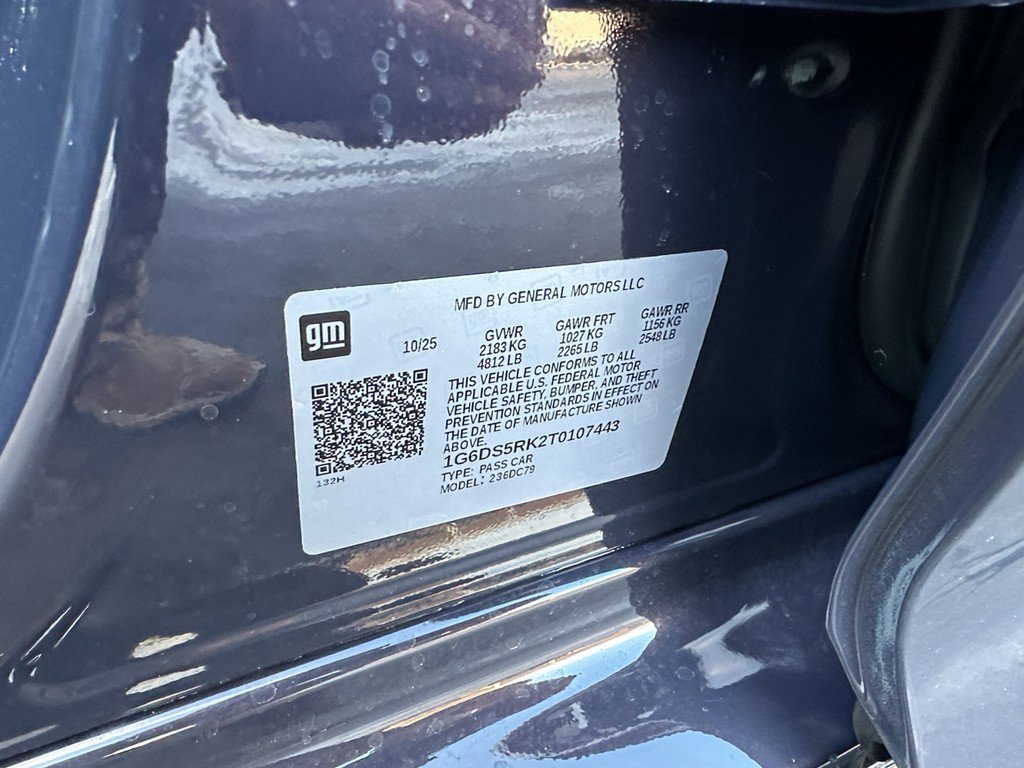 MFD BY GENERAL MOTORS LLC
gm
10/25
GVWR
2183 KG
4812 LB
GAWR FRT
1027 KG
2265 LB
GAWR RR
1156 KG
2548 LB
THIS VEHICLE CONFORMS TO ALL
APPLICABLE U.S. FEDERAL MOTOR
VEHICLE SAFETY, BUMPER, AND THEFT
PREVENTION STANDARDS IN EFFECT ON
THE DATE OF MANUFACTURE SHOWN
ABOVE.
1G6DS5RK2T0107443
TYPE: PASS CAR
MODEL: 236DC79
132H